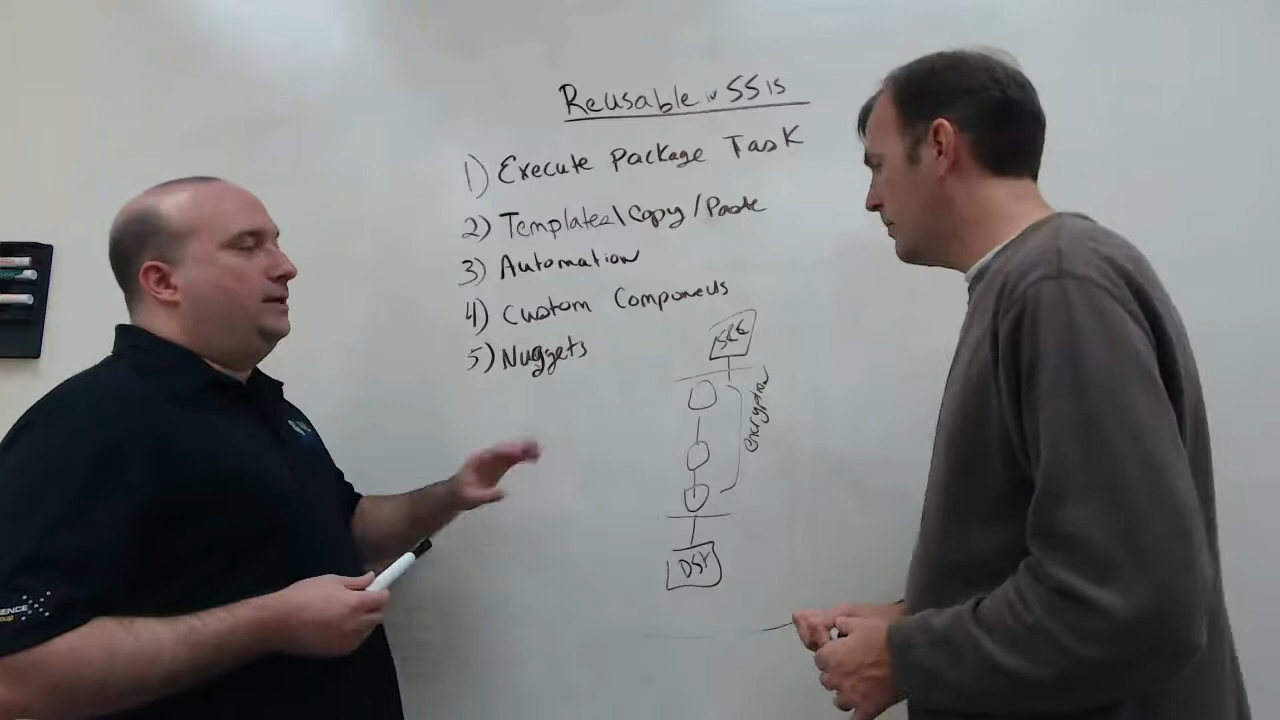 Reusable in SSIS
1) Execute Package Task
2) Templates/Copy/Paste
3) Automation
4) Custom Componets
5) Nuggets
SRC
encryption
DST